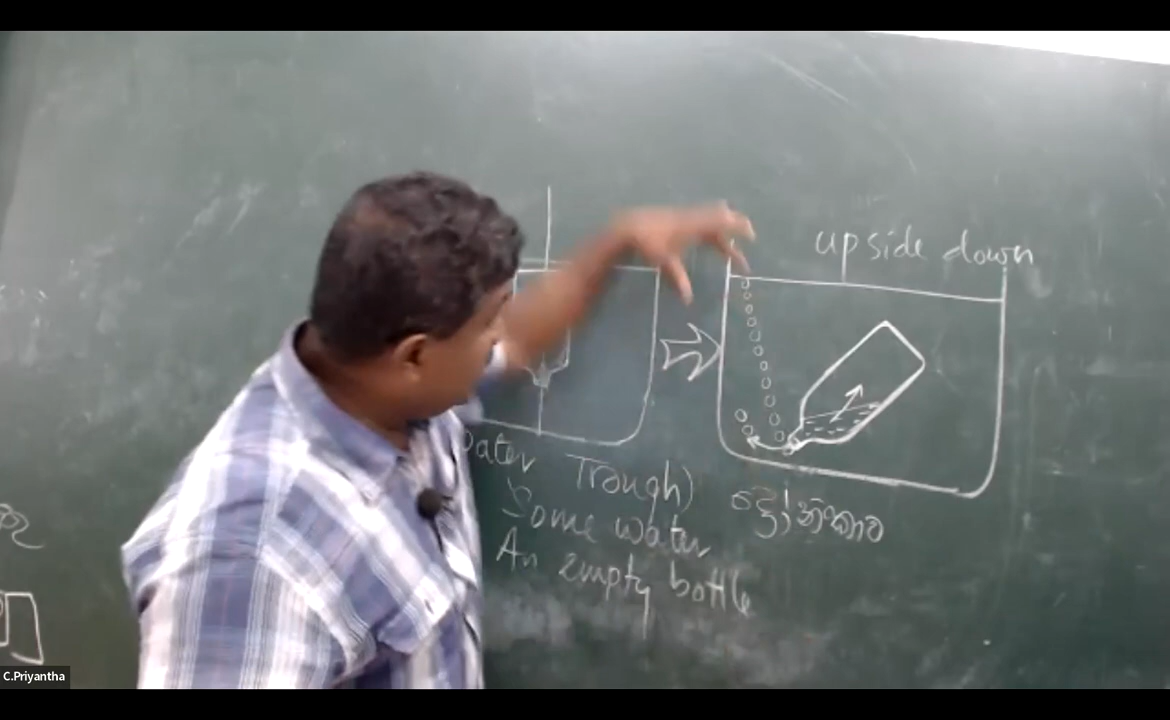 upside down
Water Trough)
Some water
An empty bottle
C.Priyantha